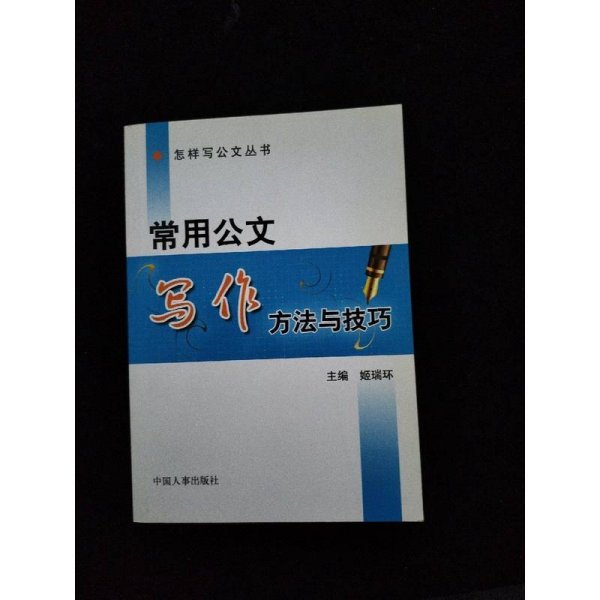 怎样写公文丛书
常用公文
写作 方法与技巧
主编 姬瑞环
中国人事出版社